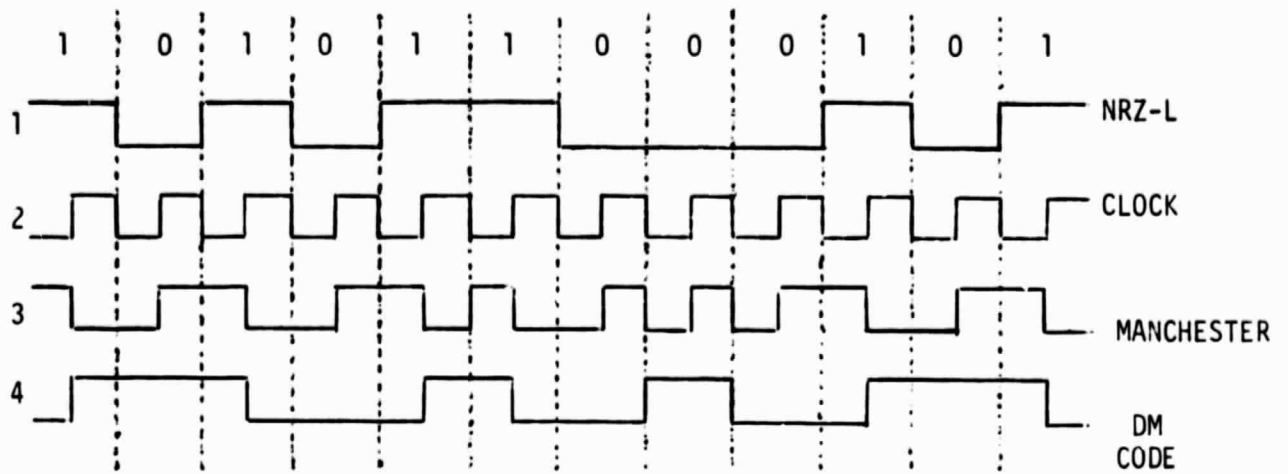 1 0 1 0 1 1 0 0 0 1 0 1
1 NRZ-L
2 CLOCK
3 MANCHESTER
4 DM
CODE